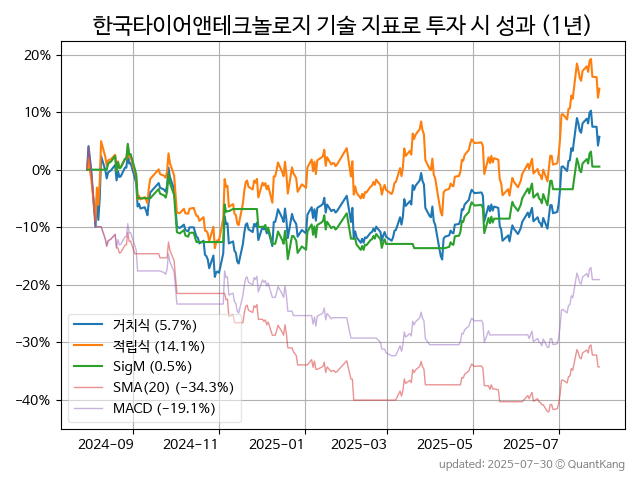 한국타이어앤테크놀로지 기술 지표로 투자 시 성과 (1년)
20%
10%
0%
−10%
−20%
−30%
−40%
거치식 (5.7%)
적립식 (14.1%)
SigM (0.5%)
SMA(20) (−34.3%)
MACD (−19.1%)
2024-09
2024-11
2025-01
2025-03
2025-05
2025-07
updated: 2025-07-30 © QuantKang